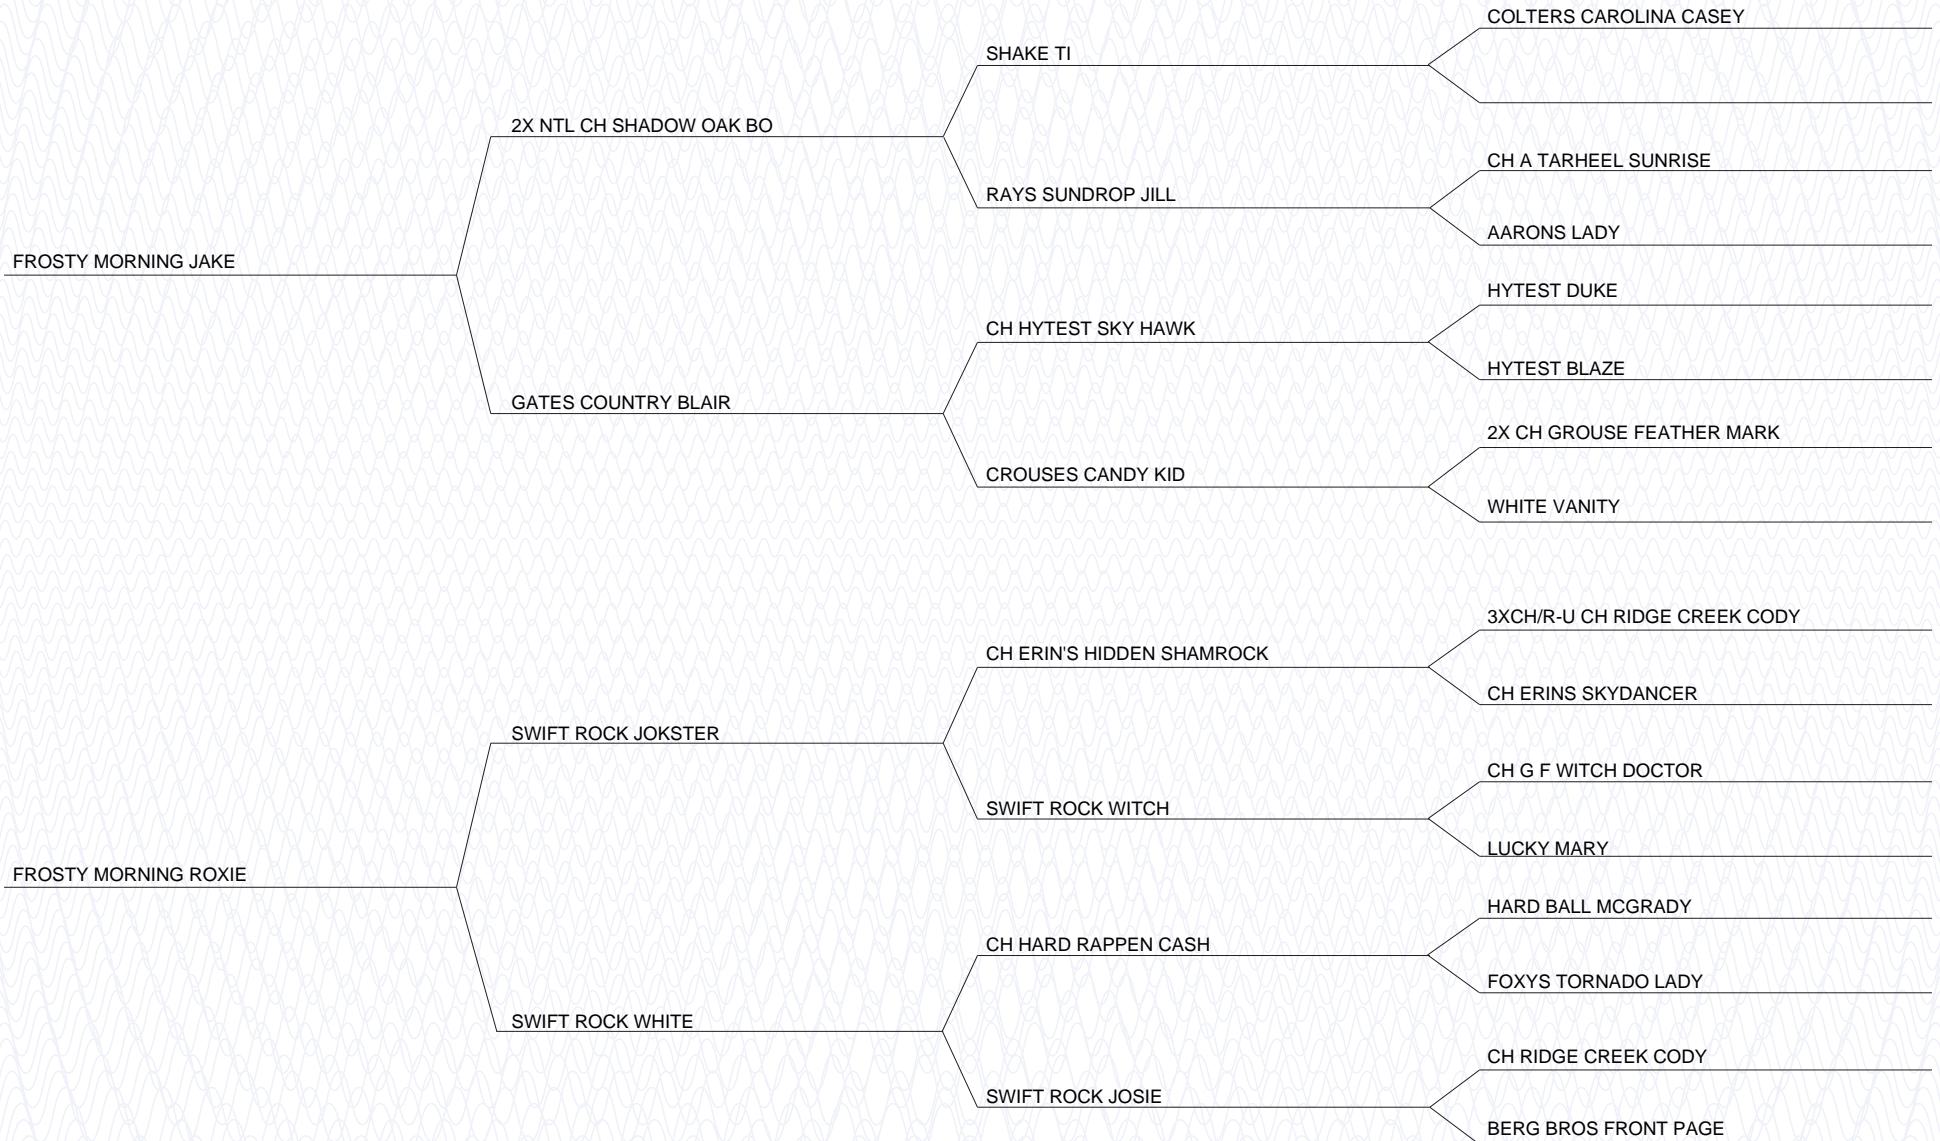 COLTERS CAROLINA CASEY
SHAKE TI
2X NTL CH SHADOW OAK BO
CH A TARHEEL SUNRISE
RAYS SUNDROP JILL
AARONS LADY
FROSTY MORNING JAKE
HYTEST DUKE
CH HYTEST SKY HAWK
HYTEST BLAZE
GATES COUNTRY BLAIR
2X CH GROUSE FEATHER MARK
CROUSES CANDY KID
WHITE VANITY
3XCH/R-U CH RIDGE CREEK CODY
CH ERIN'S HIDDEN SHAMROCK
CH ERINS SKYDANCER
SWIFT ROCK JOKSTER
CH G F WITCH DOCTOR
SWIFT ROCK WITCH
LUCKY MARY
FROSTY MORNING ROXIE
HARD BALL MCGRADY
CH HARD RAPPEN CASH
FOXYS TORNADO LADY
SWIFT ROCK WHITE
CH RIDGE CREEK CODY
SWIFT ROCK JOSIE
BERG BROS FRONT PAGE